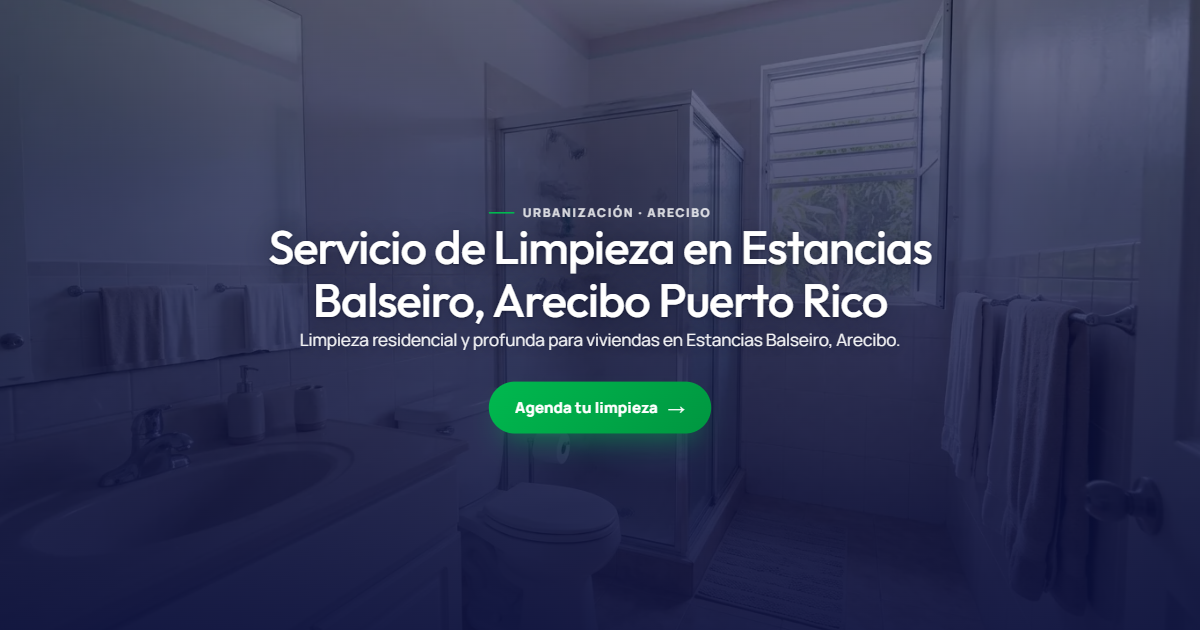 URBANIZACIÓN · ARECIBO
Servicio de Limpieza en Estancias
Balseiro, Arecibo Puerto Rico
Limpieza residencial y profunda para viviendas en Estancias Balseiro, Arecibo.
Agenda tu limpieza →